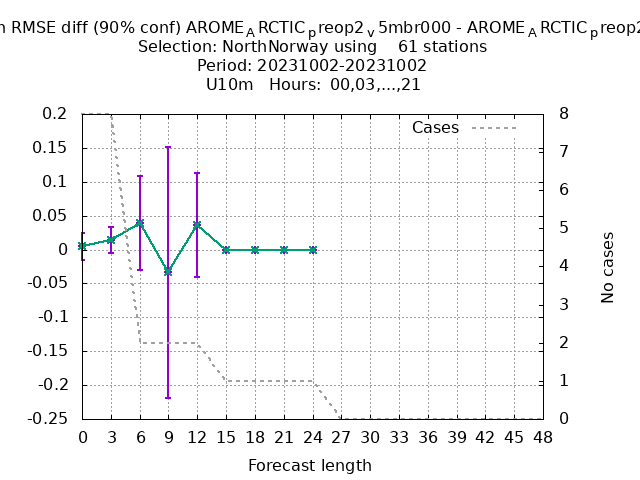 RMSE diff (90% conf) AROME_ARCTIC_preop2_v5mbr000 - AROME_ARCTIC_preop2
Selection: NorthNorway using 61 stations
Period: 20231002-20231002
U10m Hours: 00,03,...,21
Cases
0.2
0.15
0.1
0.05
0
-0.05
-0.1
-0.15
-0.2
-0.25
8
7
6
5
4
3
2
1
0
No cases
0 3 6 9 12 15 18 21 24 27 30 33 36 39 42 45 48
Forecast length